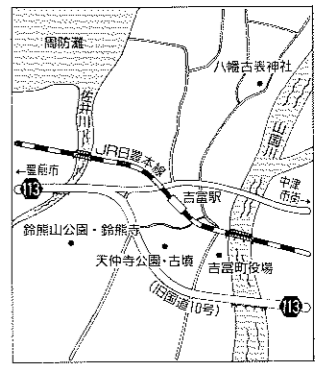 周防灘
八幡古表神社
佐井川
山国川
JR日豊本線
←豊前市
113
吉富駅
中津
市街→
鈴熊山公園・鈴熊寺
天仲寺公園・古墳
吉富町役場
(旧国道10号)
113